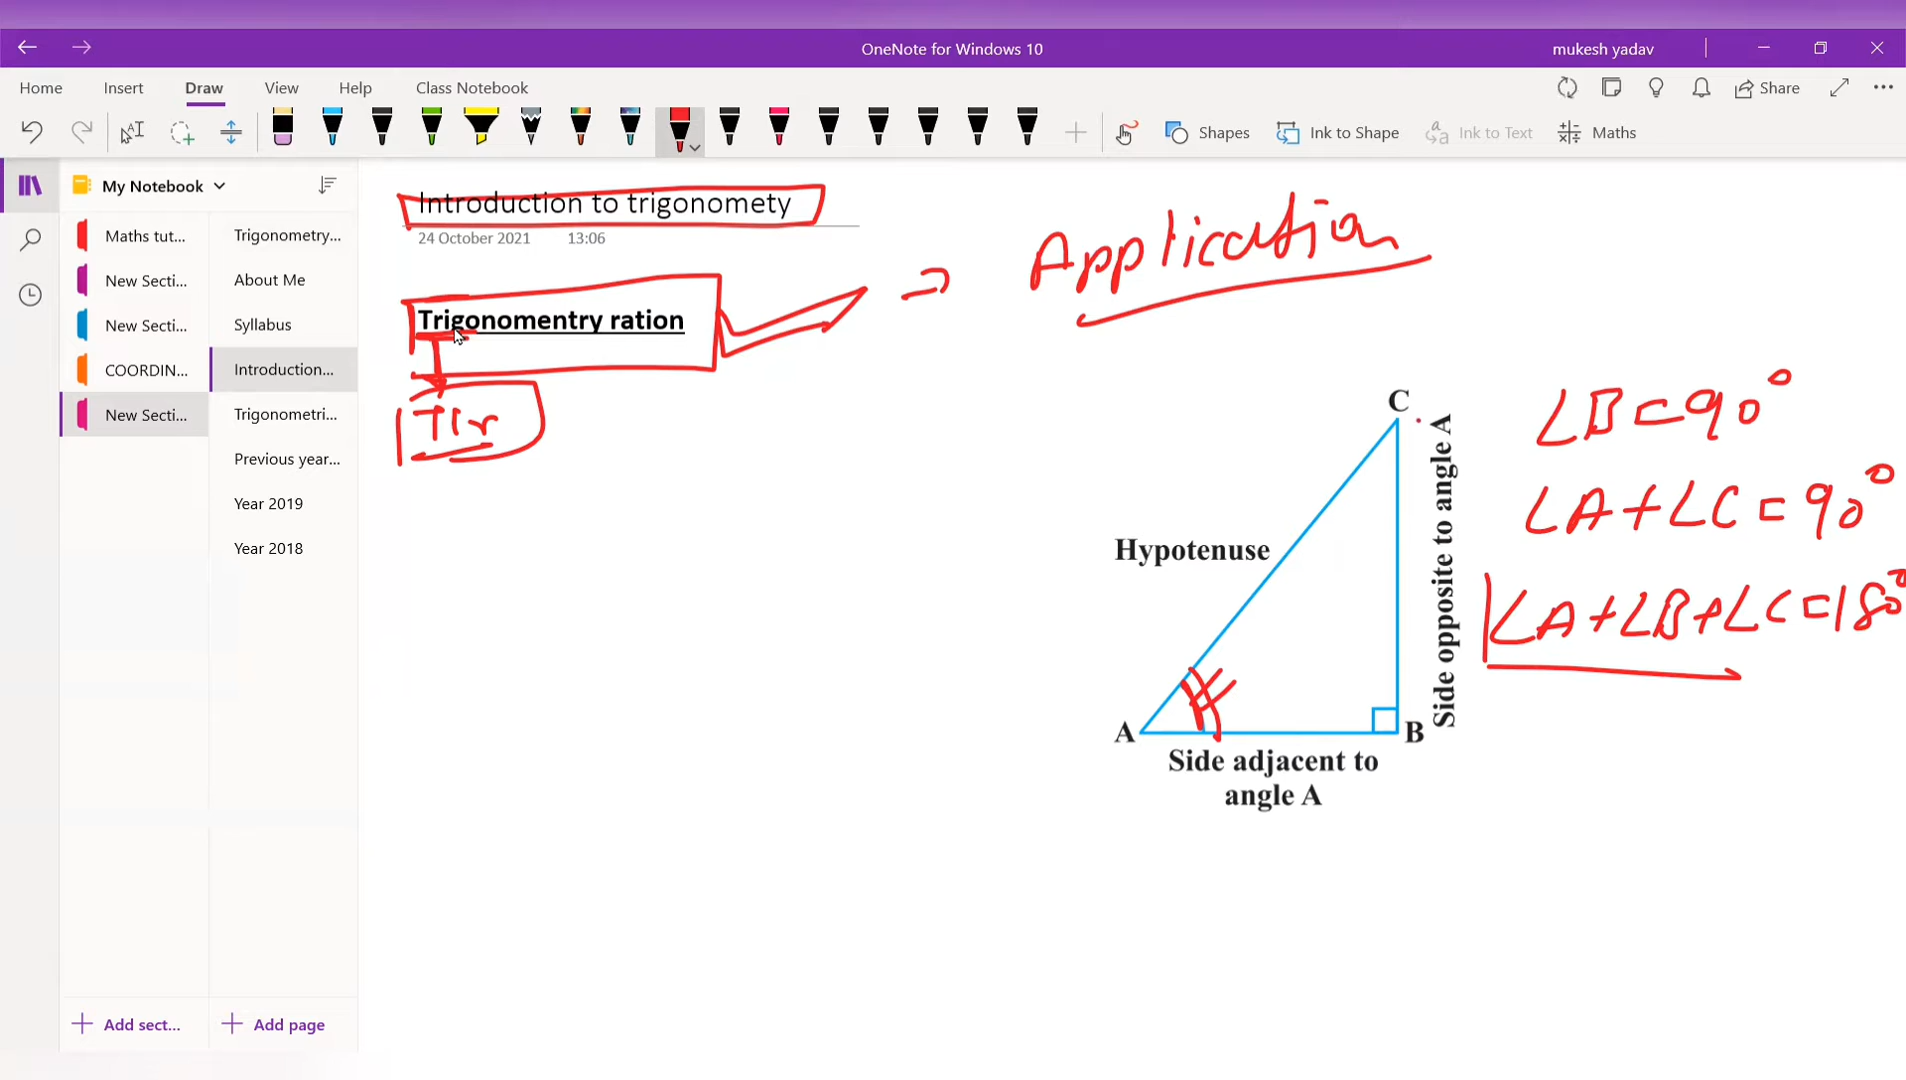 OneNote for Windows 10
mukesh yadav
Home Insert Draw View Help Class Notebook
Share
Shapes
Ink to Shape
Ink to Text
Maths
My Notebook
Maths tut...
New Secti...
New Secti...
COORDIN...
New Secti...
Trigonometry...
About Me
Syllabus
Introduction...
Trigonometri...
Previous year...
Year 2019
Year 2018
Add sect...
Add page
Introduction to trigonomety
24 October 2021 13:06
Application
Trigonomentry ration
C
Hypotenuse
Side opposite to angle A
A
B
Side adjacent to
angle A
∠B=90°
∠A+∠C=90°
∠A+∠B+∠C=180°